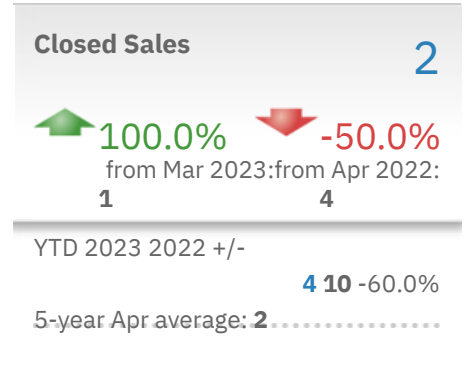 Closed Sales
2
100.0% -50.0%
from Mar 2023:from Apr 2022:
1 4
YTD 2023 2022 +/-
4 10 -60.0%
5-year Apr average: 2